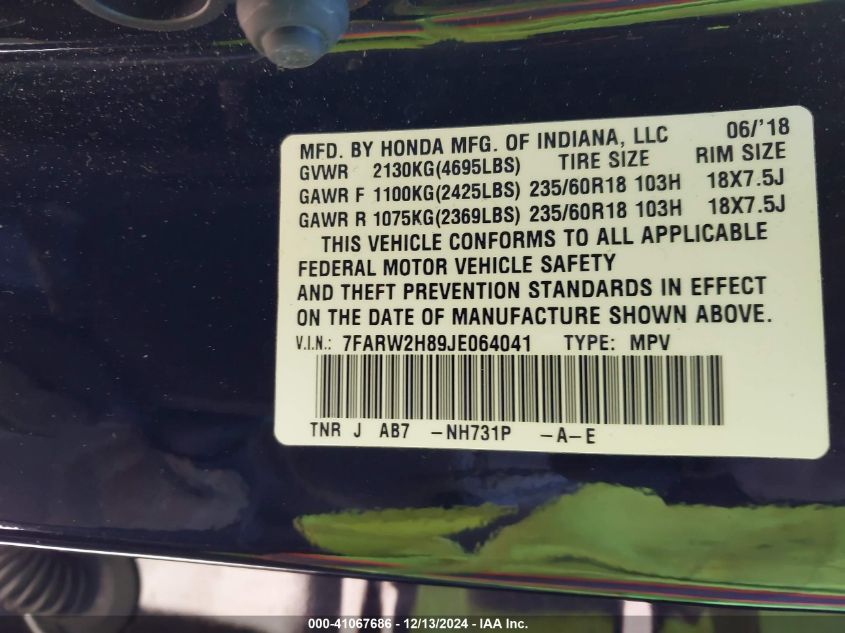 MFD. BY HONDA MFG. OF INDIANA, LLC 06/'18
GVWR 2130KG(4695LBS) TIRE SIZE RIM SIZE
GAWR F 1100KG(2425LBS) 235/60R18 103H 18X7.5J
GAWR R 1075KG(2369LBS) 235/60R18 103H 18X7.5J
THIS VEHICLE CONFORMS TO ALL APPLICABLE
FEDERAL MOTOR VEHICLE SAFETY
AND THEFT PREVENTION STANDARDS IN EFFECT
ON THE DATE OF MANUFACTURE SHOWN ABOVE.
V.I.N.: 7FARW2H89JE064041 TYPE: MPV
TNR J AB7 -NH731P -A-E
000-41067686 - 12/13/2024 - IAA Inc.